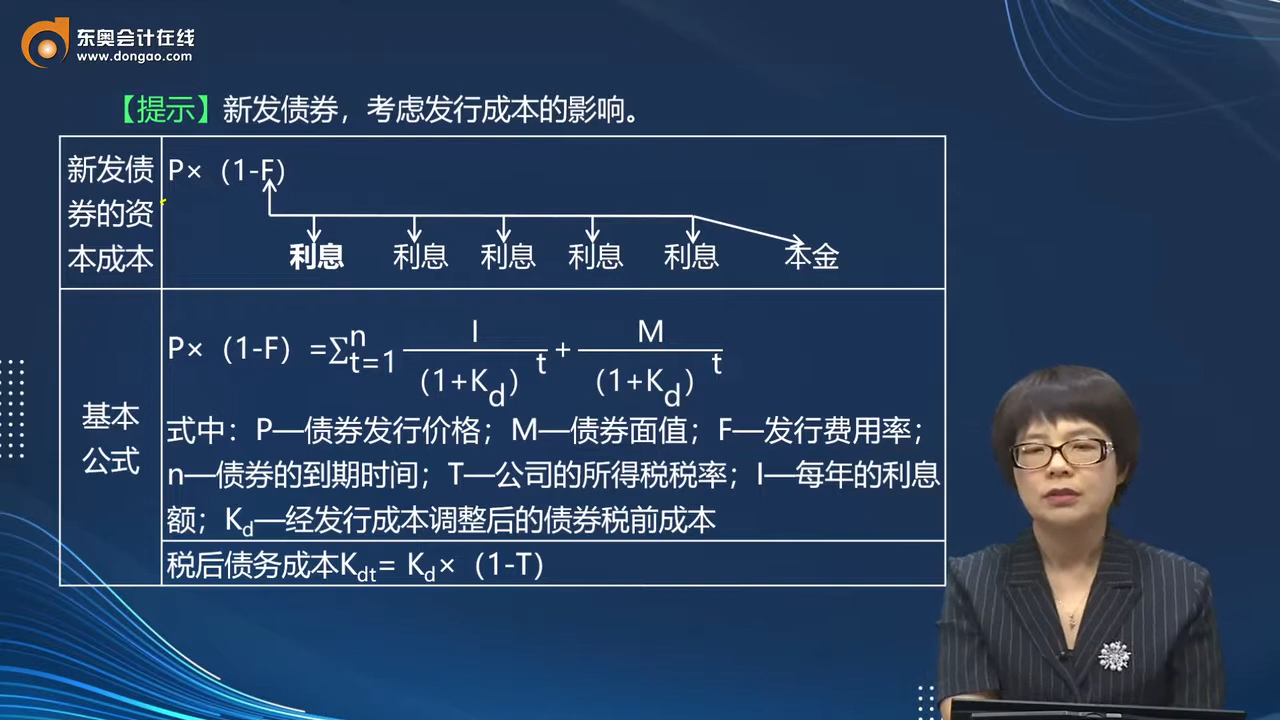 东奥会计在线
www.dongao.com
【提示】新发债券，考虑发行成本的影响。
新发债
券的资
本成本
P×（1-F）
利息 利息 利息 利息 利息 本金
基本
公式
P×（1-F）=∑ⁿₜ₌₁ I/（1+K_d）^t + M/（1+K_d）^t
式中：P—债券发行价格；M—债券面值；F—发行费用率；
n—债券的到期时间；T—公司的所得税税率；I—每年的利息
额；K_d—经发行成本调整后的债券税前成本
税后债务成本K_dt= K_d×（1-T）